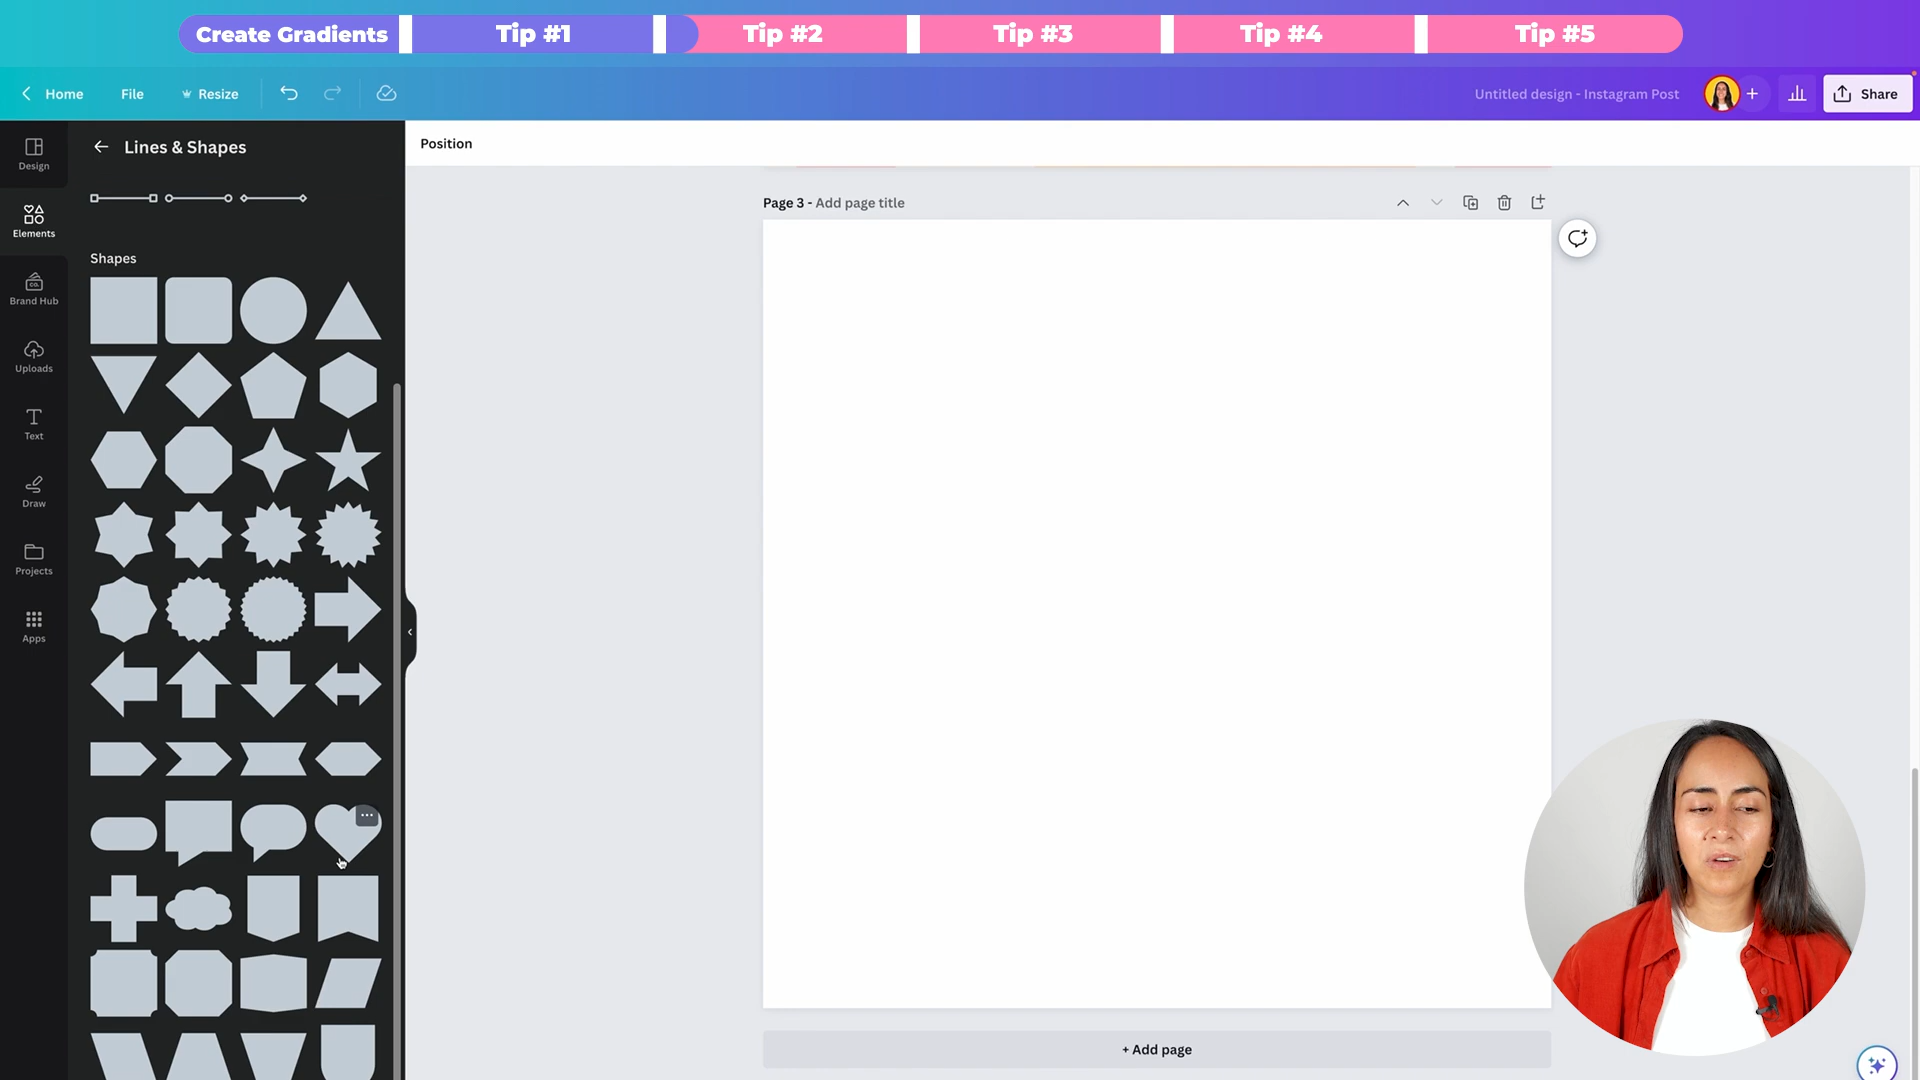 Create Gradients
Tip #1
Tip #2
Tip #3
Tip #4
Tip #5
Home
File
Resize
Untitled design - Instagram Post
Share
Design
Elements
Brand Hub
Uploads
Text
Draw
Projects
Apps
Lines & Shapes
Shapes
Position
Page 3 - Add page title
+ Add page